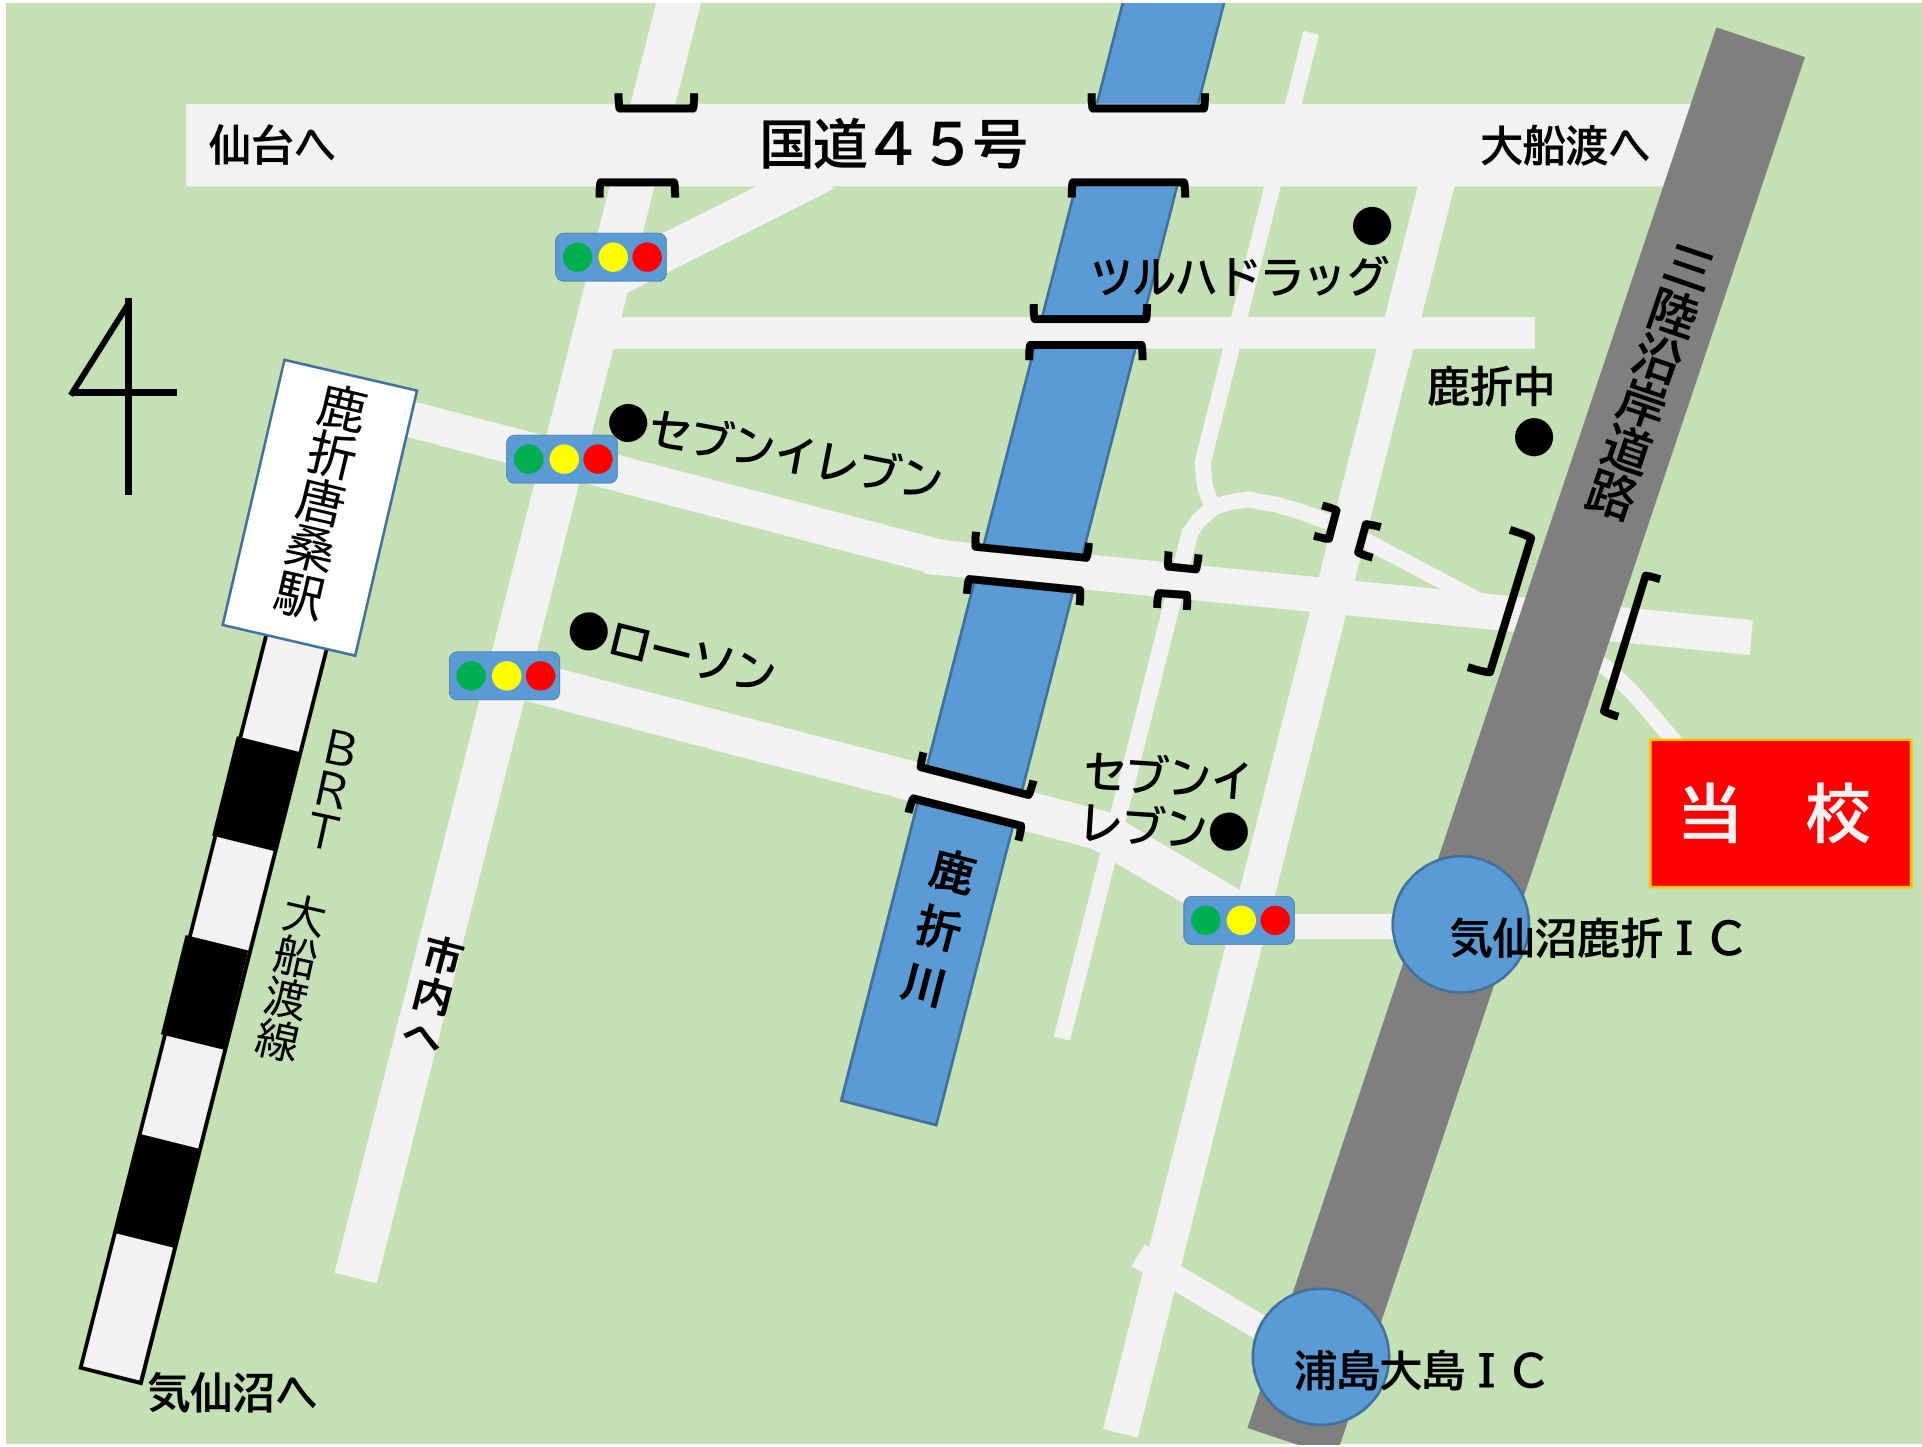 仙台へ
国道４５号
大船渡へ
ツルハドラッグ
三陸沿岸道路
鹿折中
鹿折唐桑駅
セブンイレブン
ローソン
ＢＲＴ　大船渡線
セブンイ
レブン
当　校
鹿折川
市内へ
気仙沼鹿折ＩＣ
浦島大島ＩＣ
気仙沼へ